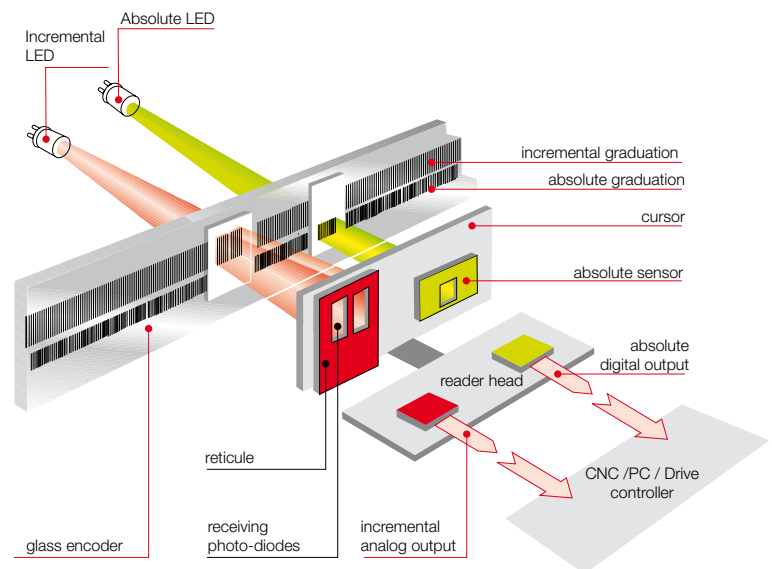 Absolute LED
Incremental
LED
incremental graduation
absolute graduation
cursor
absolute sensor
absolute
digital output
reader head
reticule
CNC /PC / Drive
controller
glass encoder
receiving
photo-diodes
incremental
analog output